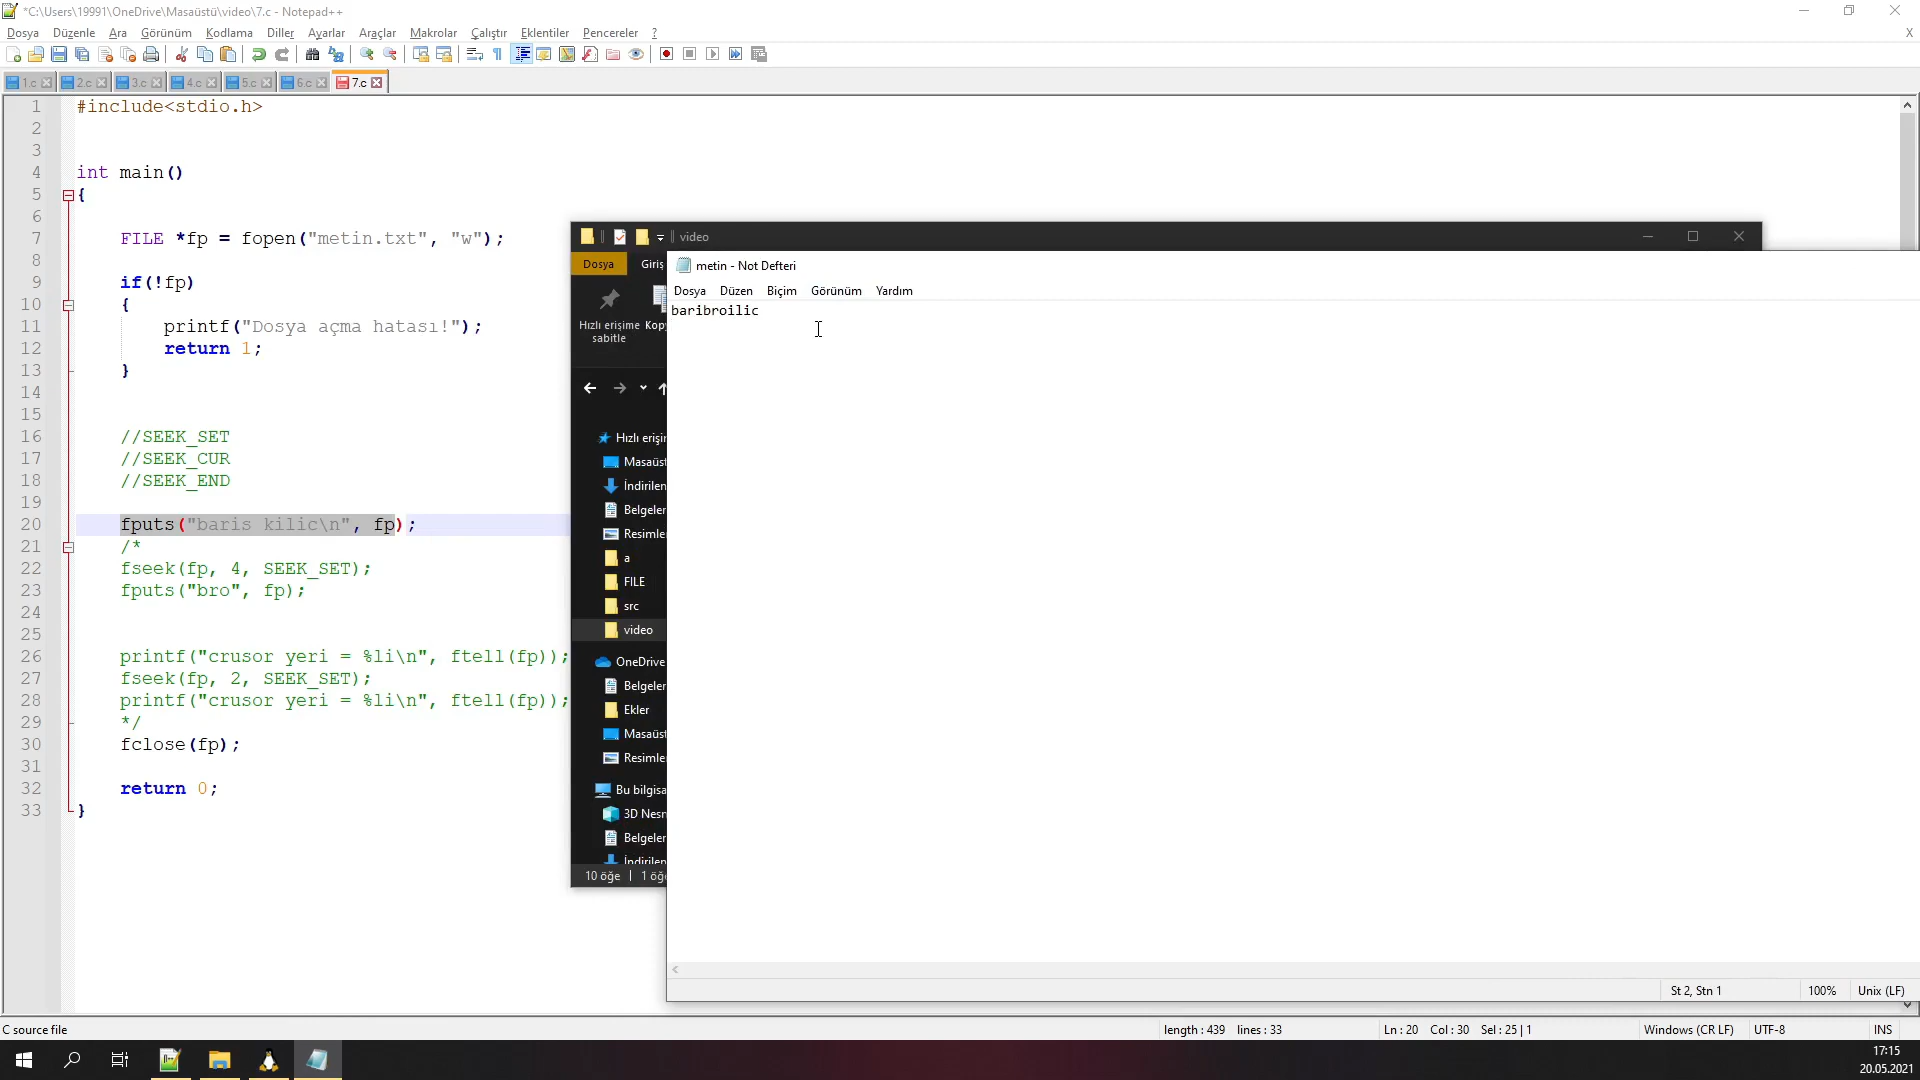 *C:\Users\19991\OneDrive\Masaüstü\video\7.c - Notepad++
Dosya Düzenle Ara Görünüm Kodlama Diller Ayarlar Araçlar Makrolar Çalıştır Eklentiler Pencereler ? X
1.c 2.c 3.c 4.c 5.c 6.c 7.c
1 #include<stdio.h>
2
3
4 int main()
5 {
6
7 FILE *fp = fopen("metin.txt", "w");
8
9 if(!fp)
10 {
11 printf("Dosya açma hatası!");
12 return 1;
13 }
14
15
16 //SEEK_SET
17 //SEEK_CUR
18 //SEEK_END
19
20 fputs("baris kilic\n", fp);
21 /*
22 fseek(fp, 4, SEEK_SET);
23 fputs("bro", fp);
24
25
26 printf("crusor yeri = %li\n", ftell(fp));
27 fseek(fp, 2, SEEK_SET);
28 printf("crusor yeri = %li\n", ftell(fp));
29 */
30 fclose(fp);
31
32 return 0;
33 }
video
Dosya Giriş
Hızlı erişime Kopy
sabitle
Hızlı erişim
Masaüst
İndirilen
Belgeler
Resimle
a
FILE
src
video
OneDrive
Belgeler
Ekler
Masaüst
Resimle
Bu bilgisa
3D Nesn
Belgeler
İndirilen
10 öğe 1 öğe
metin - Not Defteri
Dosya Düzen Biçim Görünüm Yardım
baribroilic
St 2, Stn 1 100% Unix (LF)
C source file length : 439 lines : 33 Ln : 20 Col : 30 Sel : 25 | 1 Windows (CR LF) UTF-8 INS
17:15
20.05.2021